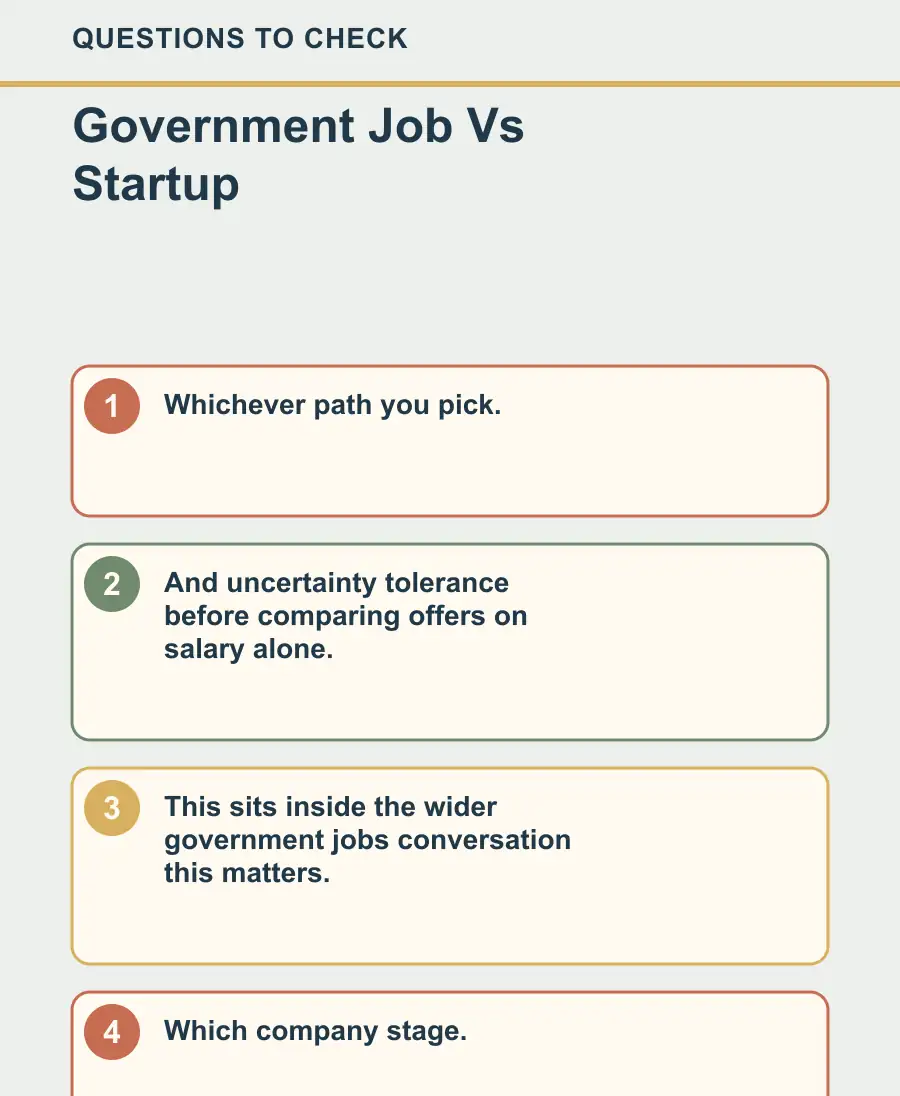 QUESTIONS TO CHECK
Government Job Vs
Startup
1
Whichever path you pick.
2
And uncertainty tolerance
before comparing offers on
salary alone.
3
This sits inside the wider
government jobs conversation
this matters.
4
Which company stage.